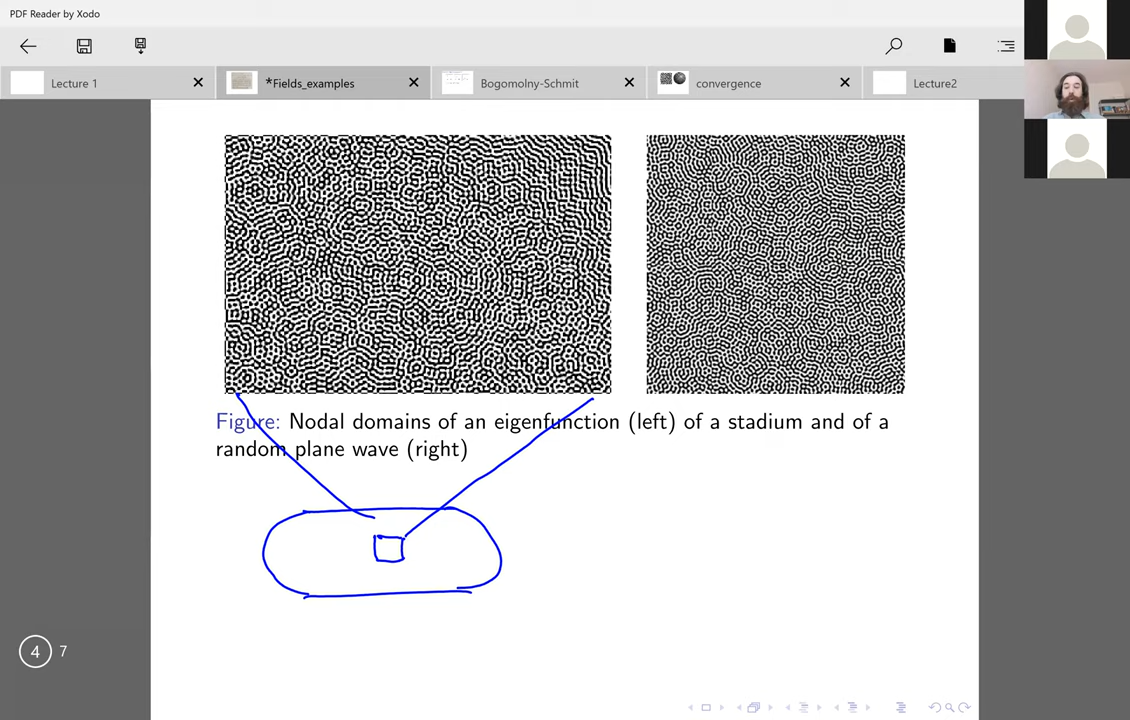 PDF Reader by Xodo
Lecture 1
*Fields_examples
Bogomolny-Schmit
convergence
Lecture2
Figure: Nodal domains of an eigenfunction (left) of a stadium and of a
random plane wave (right)
4 7